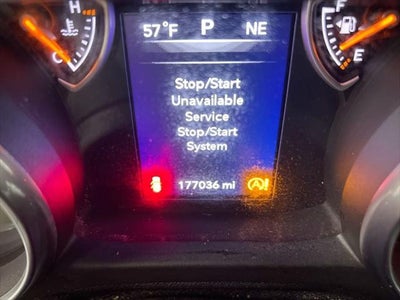 H
57°F P NE
F
C
E
Stop/Start
Unavailable
Service
Stop/Start
System
177036 mi
A!